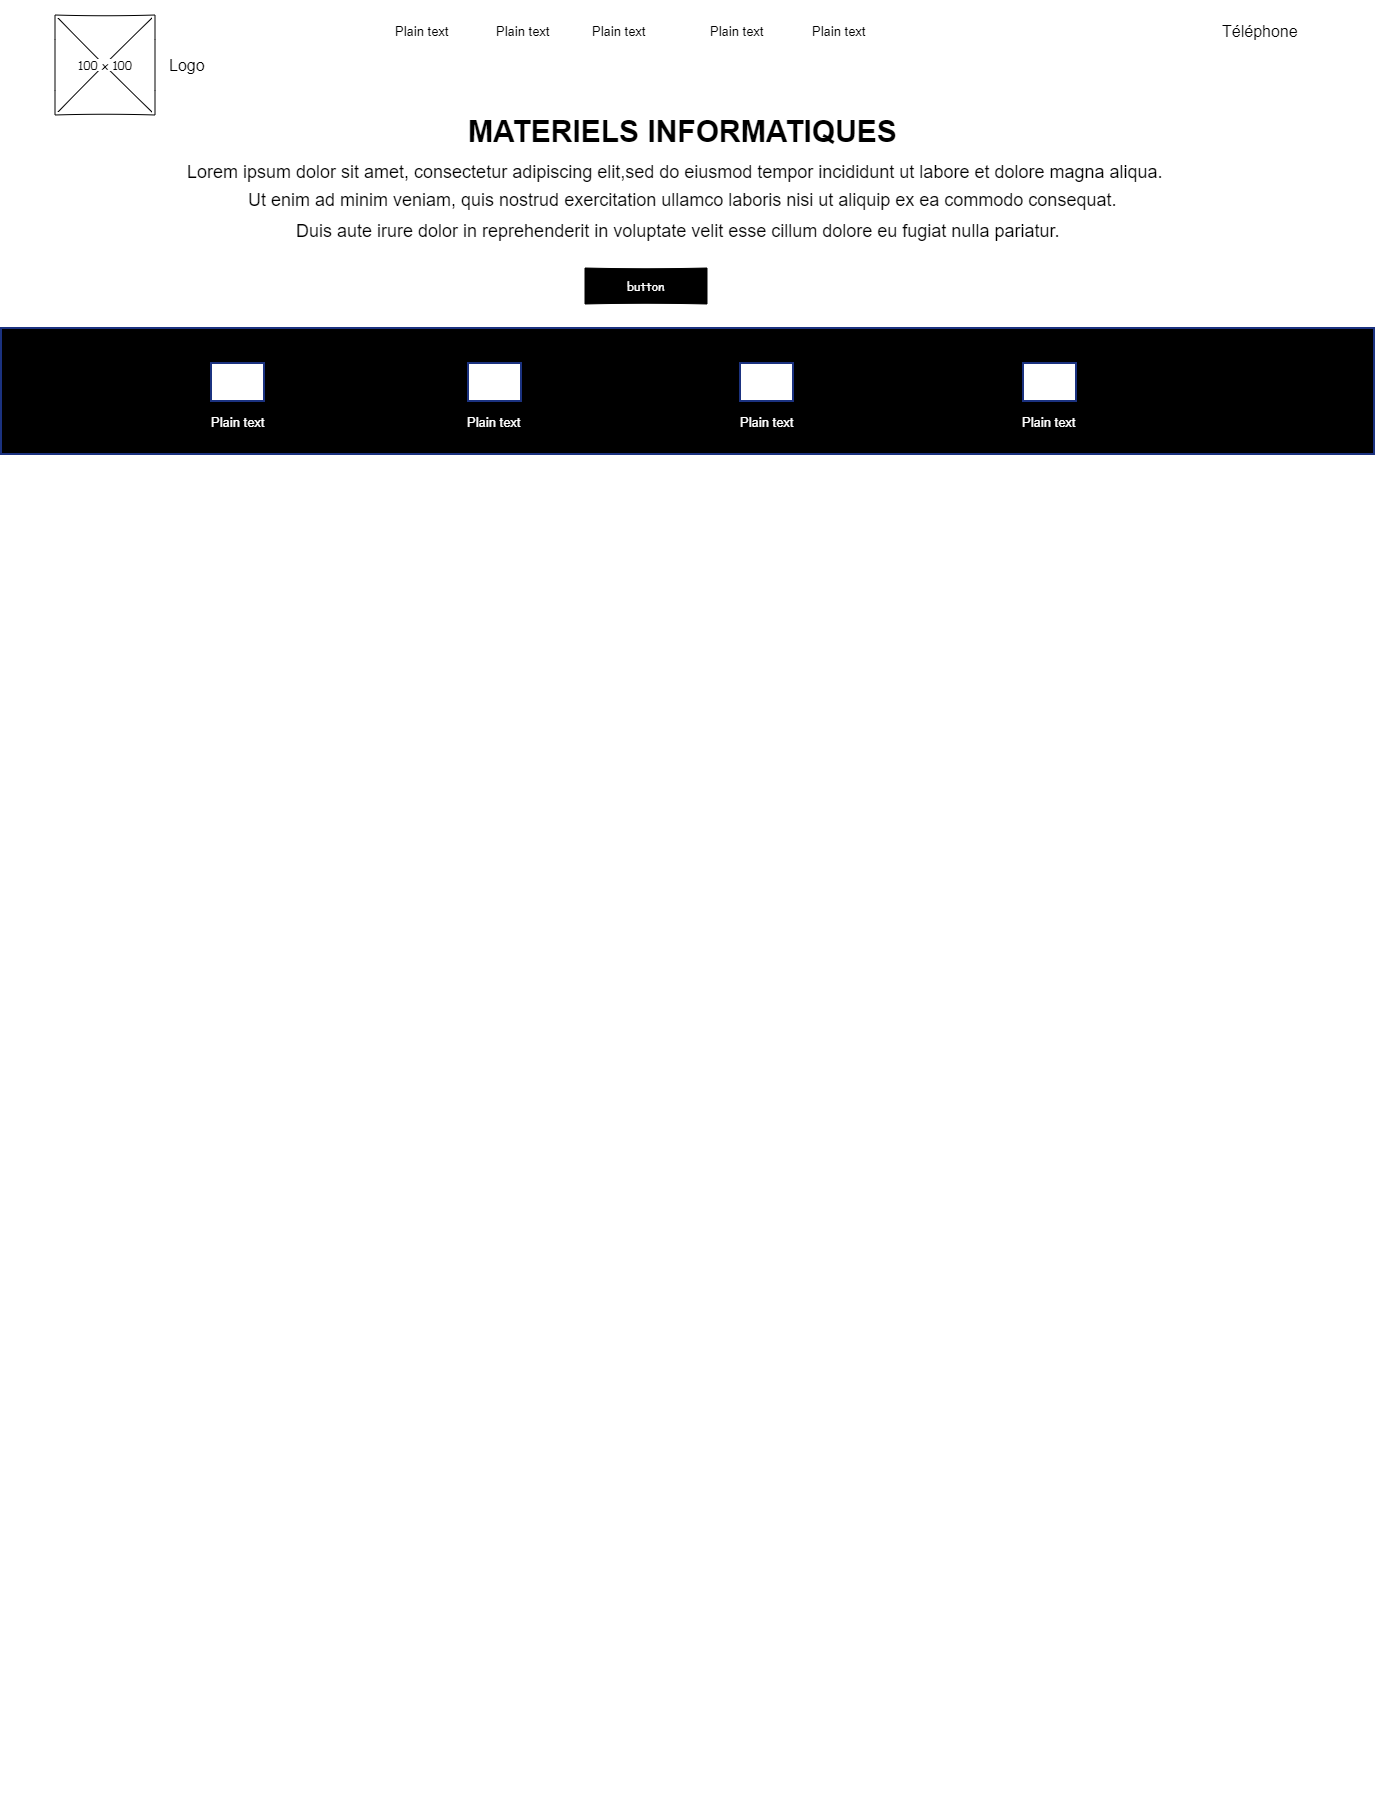 Plain text Plain text Plain text Plain text Plain text Téléphone
100 x 100 Logo
MATERIELS INFORMATIQUES
Lorem ipsum dolor sit amet, consectetur adipiscing elit,sed do eiusmod tempor incididunt ut labore et dolore magna aliqua.
Ut enim ad minim veniam, quis nostrud exercitation ullamco laboris nisi ut aliquip ex ea commodo consequat.
Duis aute irure dolor in reprehenderit in voluptate velit esse cillum dolore eu fugiat nulla pariatur.
button
Plain text Plain text Plain text Plain text